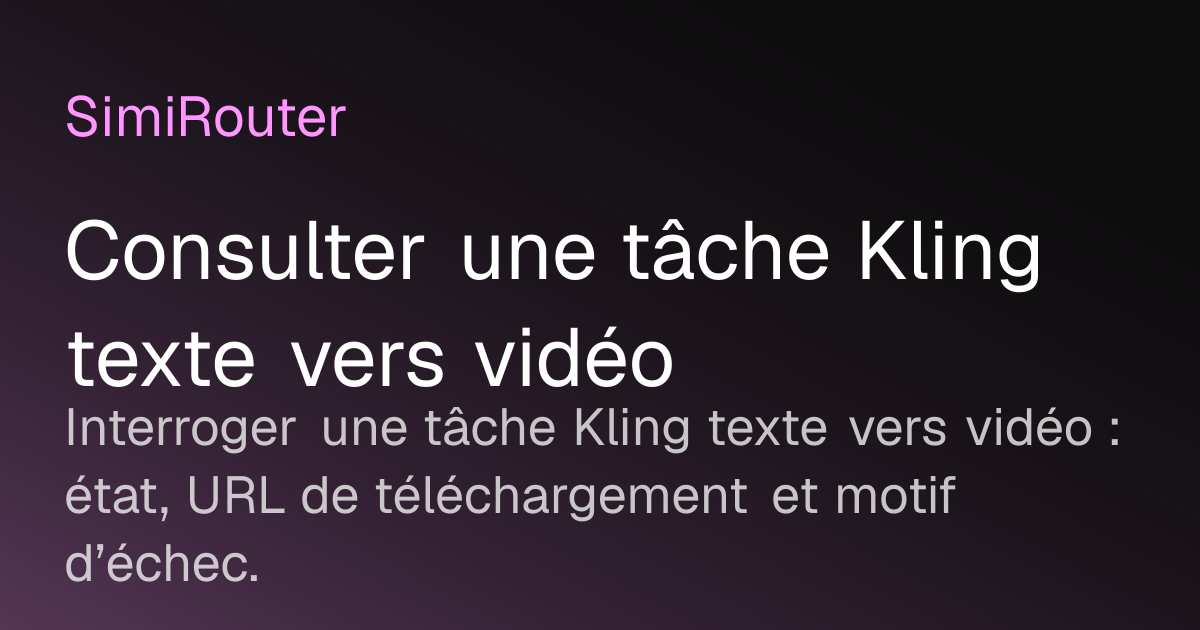 SimiRouter
Consulter une tâche Kling
texte vers vidéo
Interroger une tâche Kling texte vers vidéo :
état, URL de téléchargement et motif
d’échec.